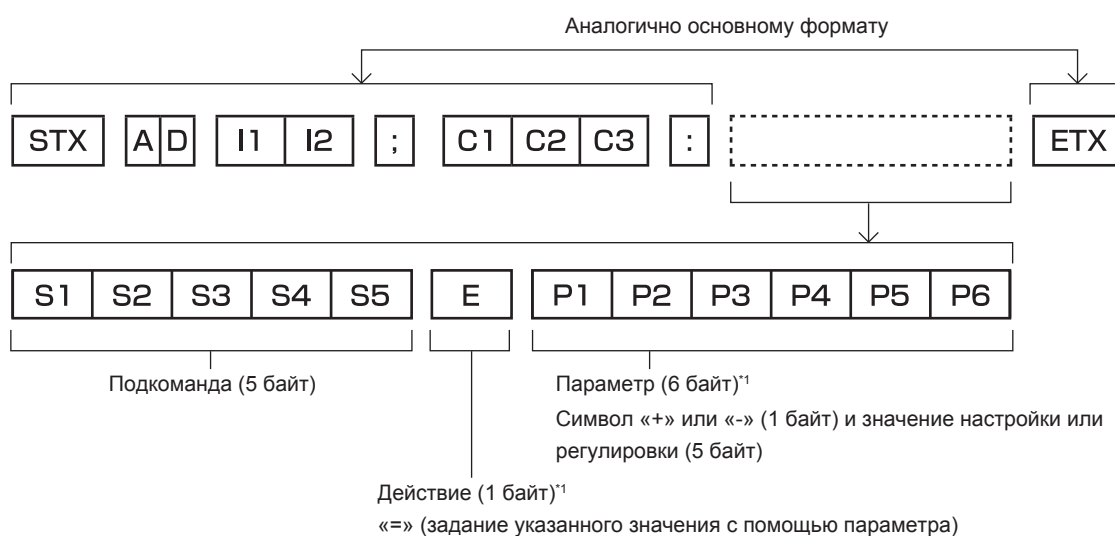 Аналогично основному формату
STX A D I1 I2 ; C1 C2 C3 : ETX
S1 S2 S3 S4 S5 E P1 P2 P3 P4 P5 P6
Подкоманда (5 байт)
Параметр (6 байт)*1
Символ «+» или «-» (1 байт) и значение настройки или
регулировки (5 байт)
Действие (1 байт)*1
«=» (задание указанного значения с помощью параметра)